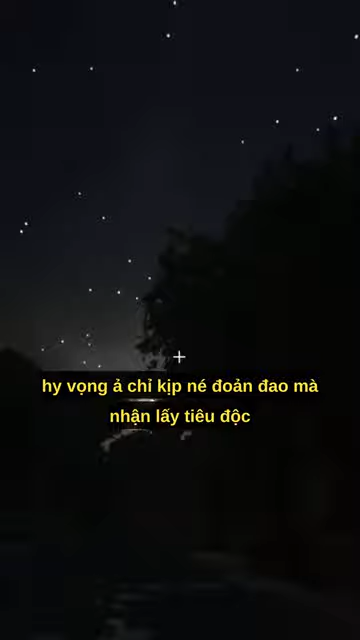 hy vọng ả chỉ kịp né đoản đao mà
nhận lấy tiêu độc